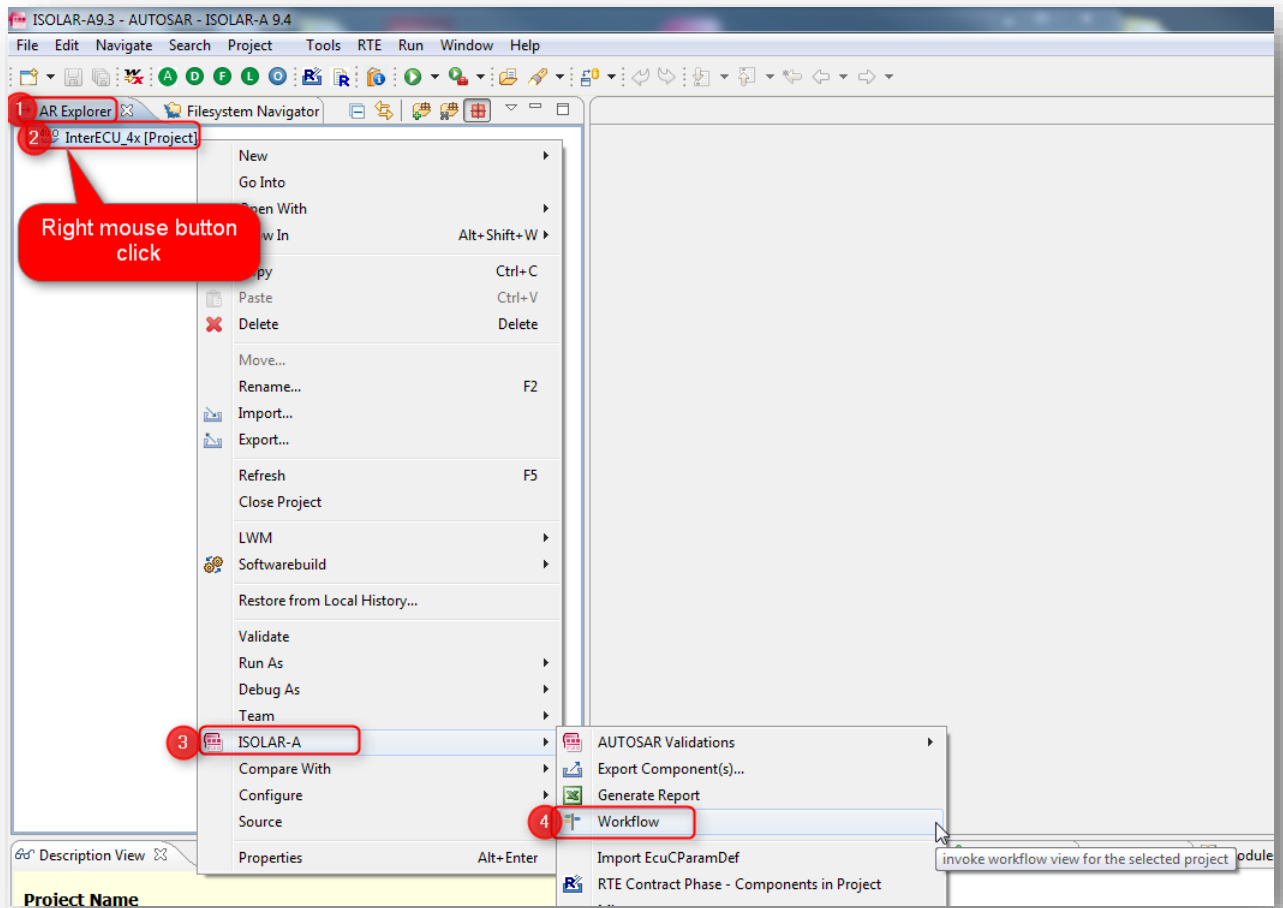 ISOLAR-A9.3 - AUTOSAR - ISOLAR-A 9.4
File Edit Navigate Search Project Tools RTE Run Window Help
A D F L O
1 AR Explorer Filesystem Navigator
2 InterECU_4x [Project]
New
Go Into
Open With
Right mouse button
click
w In Alt+Shift+W
py Ctrl+C
Paste Ctrl+V
Delete Delete
Move...
Rename... F2
Import...
Export...
Refresh F5
Close Project
LWM
Softwarebuild
Restore from Local History...
Validate
Run As
Debug As
Team
3 ISOLAR-A
Compare With
Configure
Source
Properties Alt+Enter
AUTOSAR Validations
Export Component(s)...
Generate Report
4 Workflow
Import EcuCParamDef
invoke workflow view for the selected project
odule
RTE Contract Phase - Components in Project
Description View
Project Name